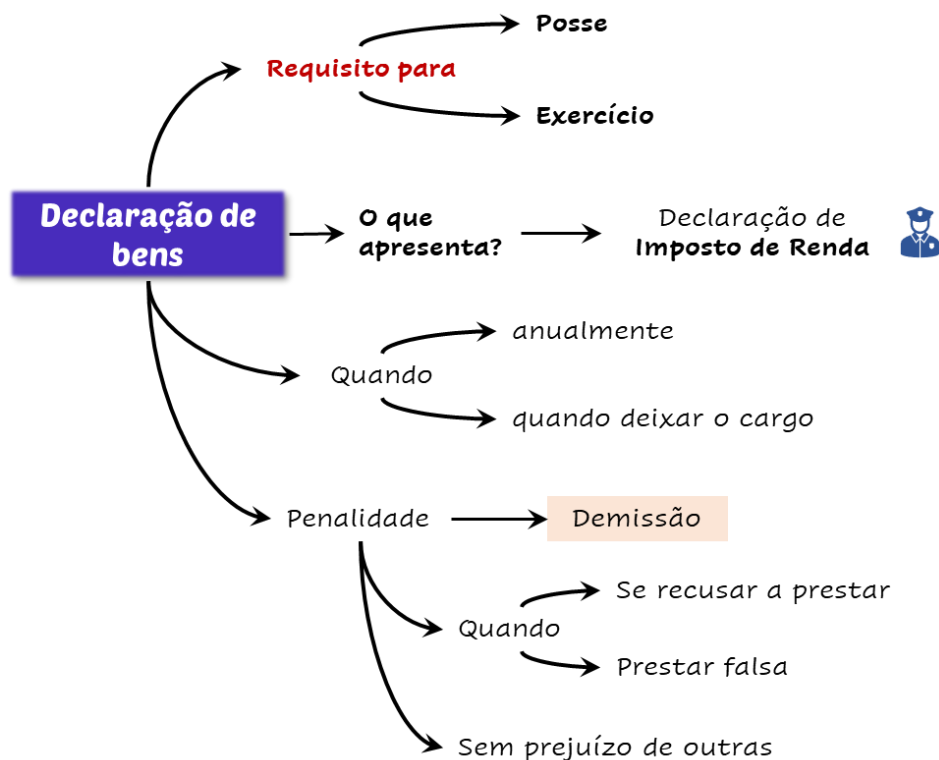 Posse
Requisito para
Exercício
Declaração de
bens
O que
apresenta?
Declaração de
Imposto de Renda
anualmente
Quando
quando deixar o cargo
Penalidade
Demissão
Se recusar a prestar
Quando
Prestar falsa
Sem prejuízo de outras